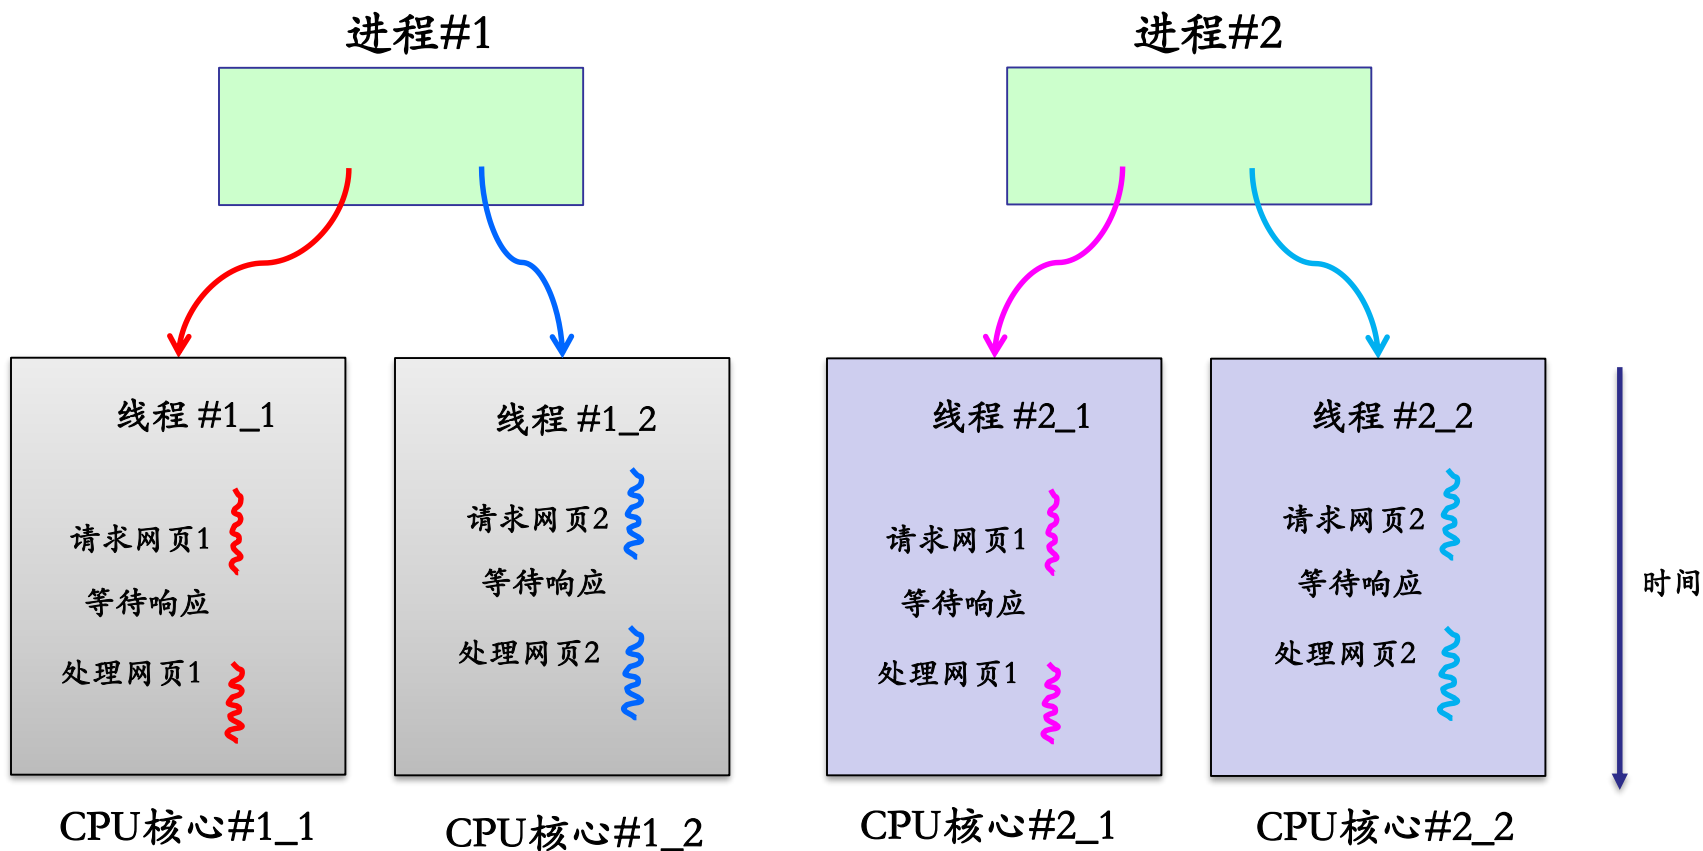 进程#1
进程#2
线程 #1_1
请求网页1
等待响应
处理网页1
CPU核心#1_1
线程 #1_2
请求网页2
等待响应
处理网页2
CPU核心#1_2
线程 #2_1
请求网页1
等待响应
处理网页1
CPU核心#2_1
线程 #2_2
请求网页2
等待响应
处理网页2
CPU核心#2_2
时间